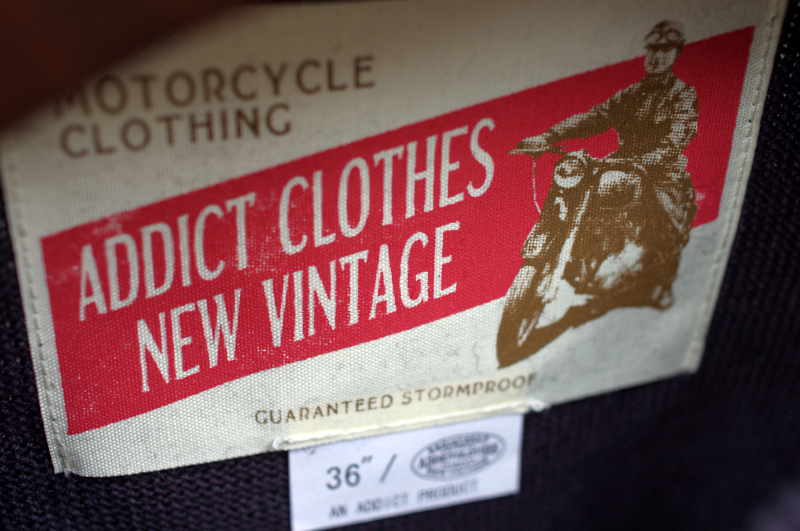 MOTORCYCLE
CLOTHING
ADDICT CLOTHES
NEW VINTAGE
GUARANTEED STORMPROOF
36" /
AN ADDICT PRODUCT